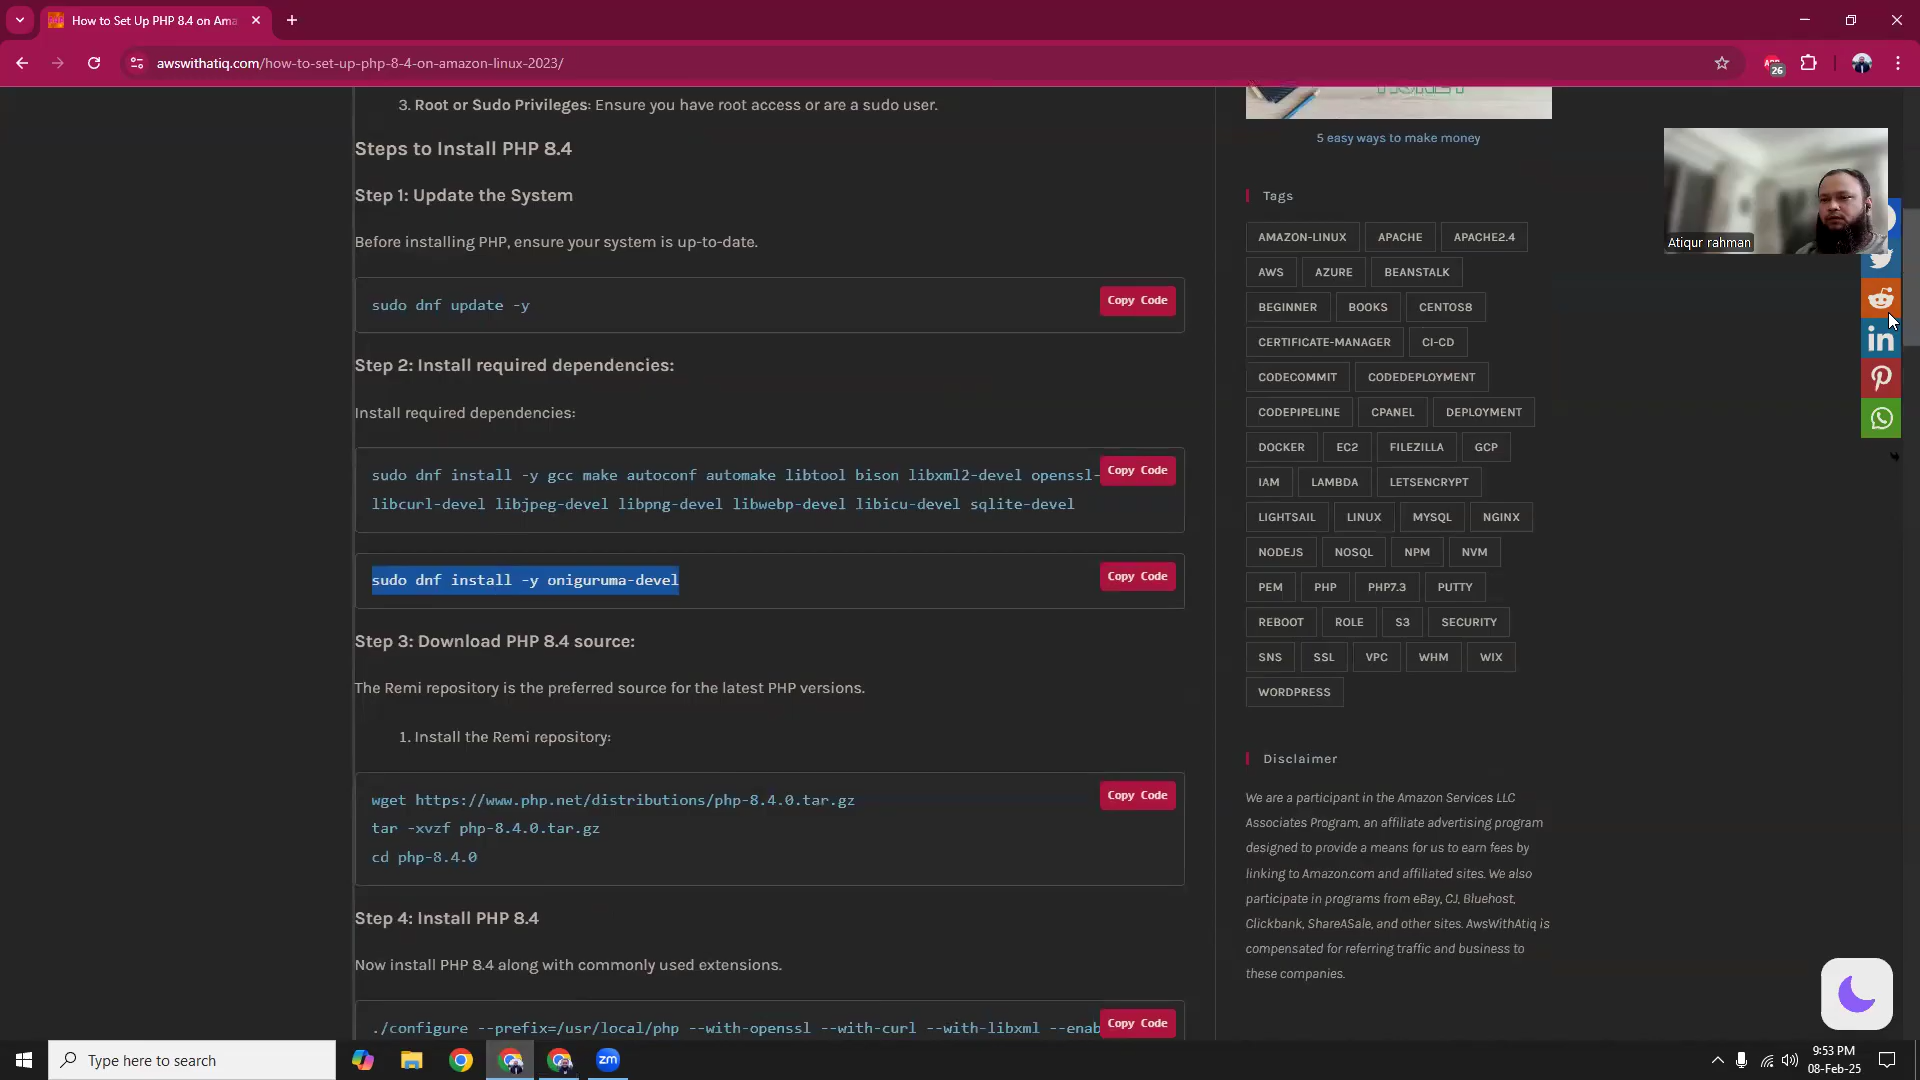 How to Set Up PHP 8.4 on Ama
awswithatiq.com/how-to-set-up-php-8-4-on-amazon-linux-2023/
26
3. Root or Sudo Privileges: Ensure you have root access or are a sudo user.
Steps to Install PHP 8.4
Step 1: Update the System
Before installing PHP, ensure your system is up-to-date.
sudo dnf update -y
Copy Code
Step 2: Install required dependencies:
Install required dependencies:
sudo dnf install -y gcc make autoconf automake libtool bison libxml2-devel openssl-
libcurl-devel libjpeg-devel libpng-devel libwebp-devel libicu-devel sqlite-devel
Copy Code
sudo dnf install -y oniguruma-devel
Copy Code
Step 3: Download PHP 8.4 source:
The Remi repository is the preferred source for the latest PHP versions.
1. Install the Remi repository:
wget https://www.php.net/distributions/php-8.4.0.tar.gz
tar -xvzf php-8.4.0.tar.gz
cd php-8.4.0
Copy Code
Step 4: Install PHP 8.4
Now install PHP 8.4 along with commonly used extensions.
./configure --prefix=/usr/local/php --with-openssl --with-curl --with-libxml --enab
Copy Code
5 easy ways to make money
Tags
AMAZON-LINUX APACHE APACHE2.4
AWS AZURE BEANSTALK
BEGINNER BOOKS CENTOS8
CERTIFICATE-MANAGER CI-CD
CODECOMMIT CODEDEPLOYMENT
CODEPIPELINE CPANEL DEPLOYMENT
DOCKER EC2 FILEZILLA GCP
IAM LAMBDA LETSENCRYPT
LIGHTSAIL LINUX MYSQL NGINX
NODEJS NOSQL NPM NVM
PEM PHP PHP7.3 PUTTY
REBOOT ROLE S3 SECURITY
SNS SSL VPC WHM WIX
WORDPRESS
Disclaimer
We are a participant in the Amazon Services LLC
Associates Program, an affiliate advertising program
designed to provide a means for us to earn fees by
linking to Amazon.com and affiliated sites. We also
participate in programs from eBay, CJ, Bluehost,
Clickbank, ShareASale, and other sites. AwsWithAtiq is
compensated for referring traffic and business to
these companies.
Atiqur rahman
in
Type here to search
zm
9:53 PM
08-Feb-25